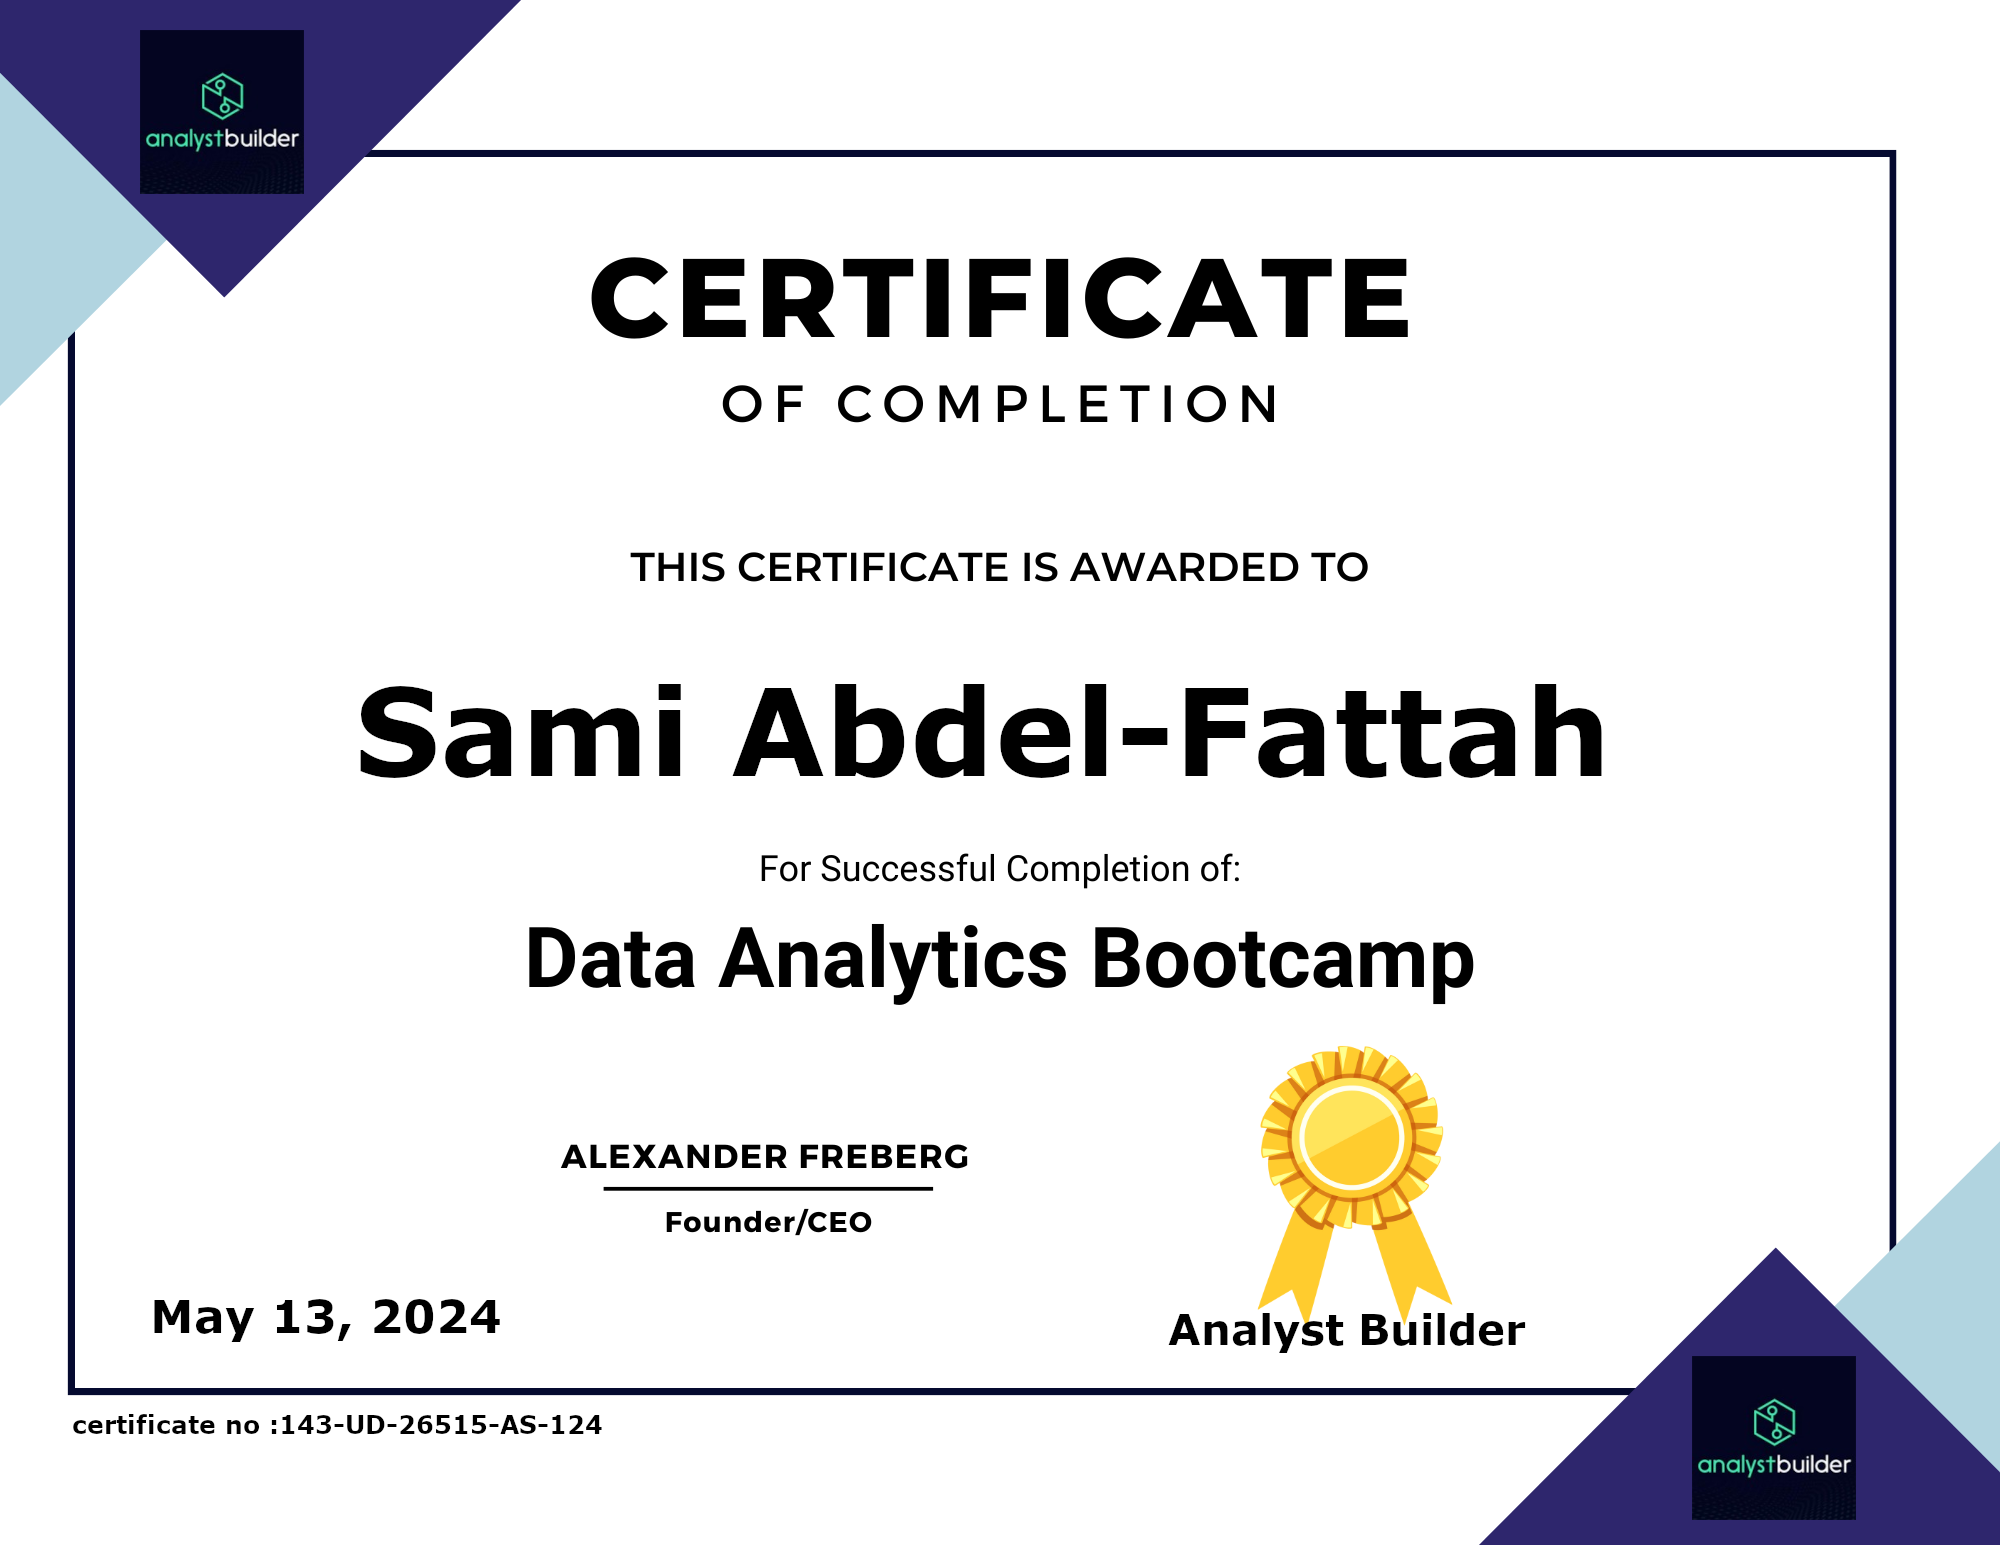 analystbuilder
CERTIFICATE
OF COMPLETION
THIS CERTIFICATE IS AWARDED TO
Sami Abdel-Fattah
For Successful Completion of:
Data Analytics Bootcamp
ALEXANDER FREBERG
Founder/CEO
May 13, 2024
Analyst Builder
certificate no :143-UD-26515-AS-124
analystbuilder